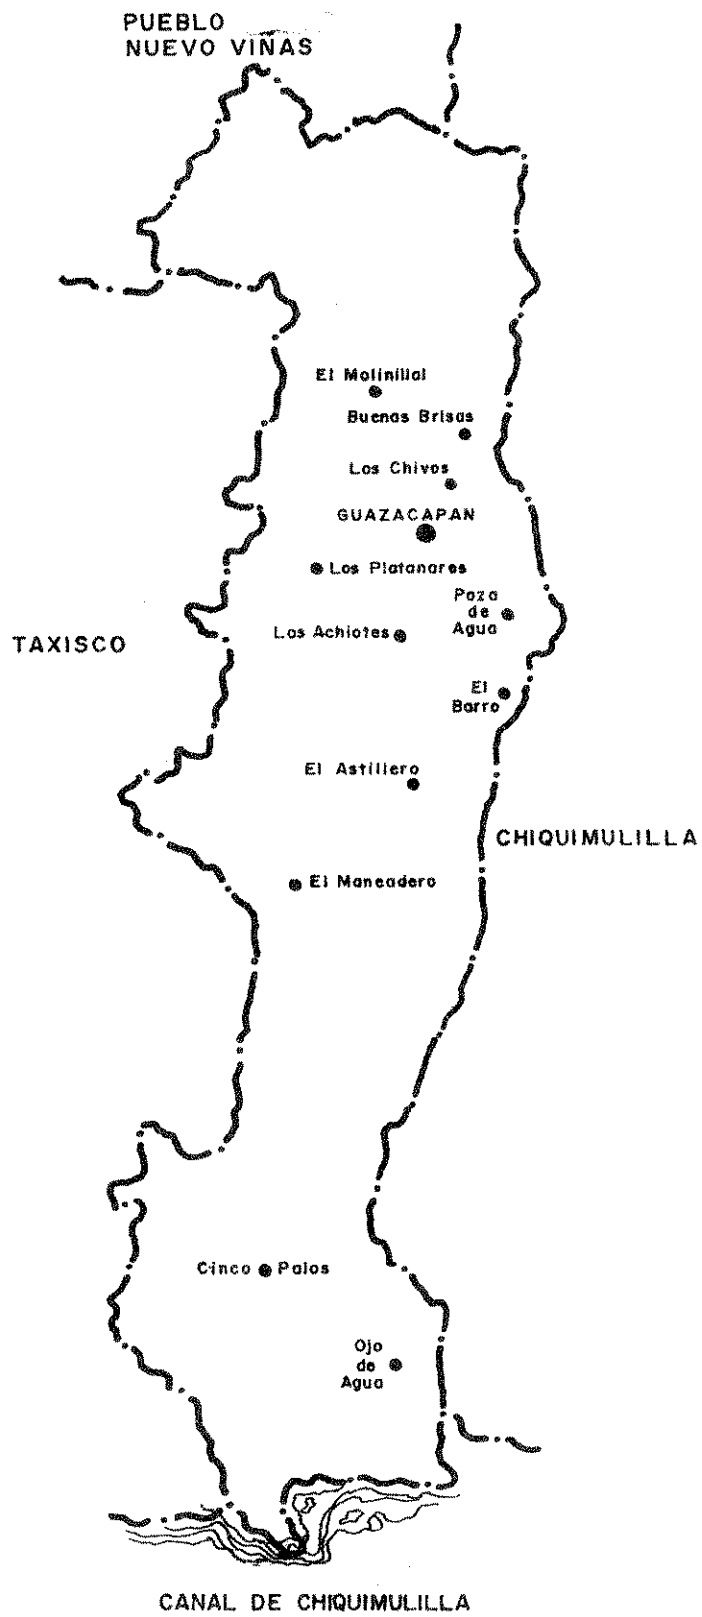 PUEBLO
NUEVO VIÑAS
El Molinillal
Buenas Brisas
Los Chivos
GUAZACAPAN
Los Platanares
Poza
de
Agua
Los Achiotes
TAXISCO
El
Barro
El Astillero
CHIQUIMULILLA
El Maneadero
Cinco Palos
Ojo
de
Agua
CANAL DE CHIQUIMULILLA